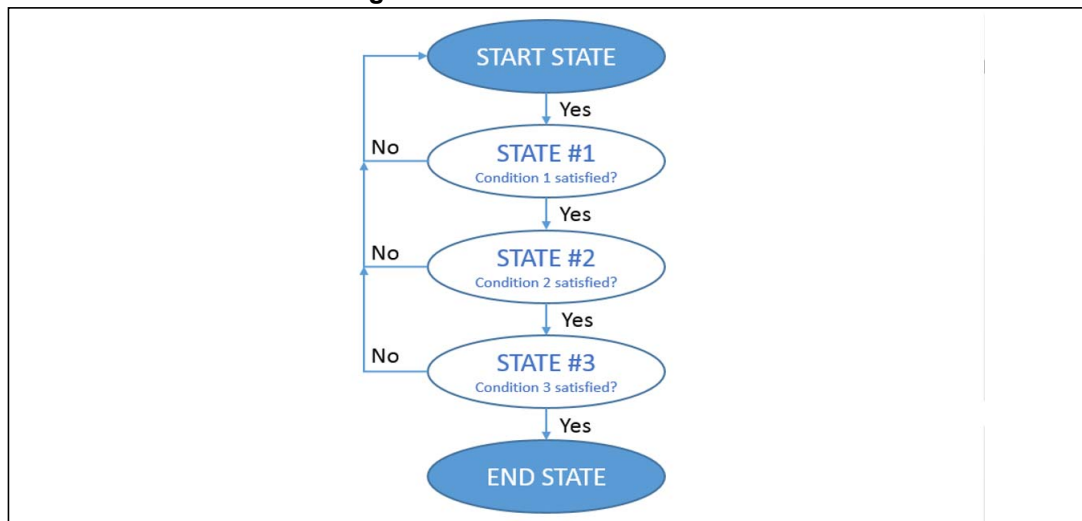 START STATE
Yes
No
STATE #1
Condition 1 satisfied?
Yes
No
STATE #2
Condition 2 satisfied?
Yes
No
STATE #3
Condition 3 satisfied?
Yes
END STATE